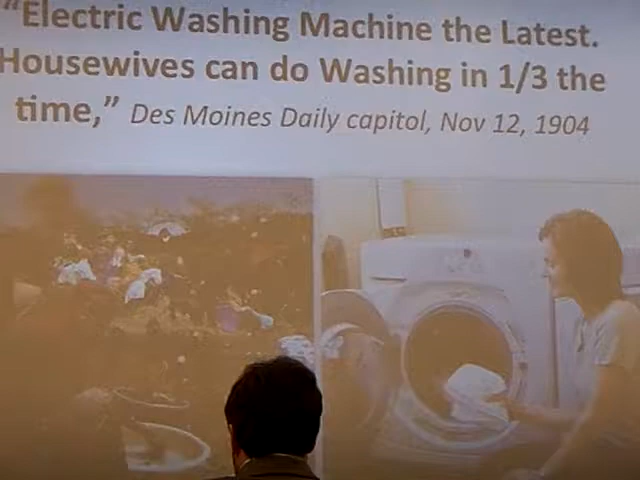 "Electric Washing Machine the Latest.
Housewives can do Washing in 1/3 the
time," Des Moines Daily capitol, Nov 12, 1904